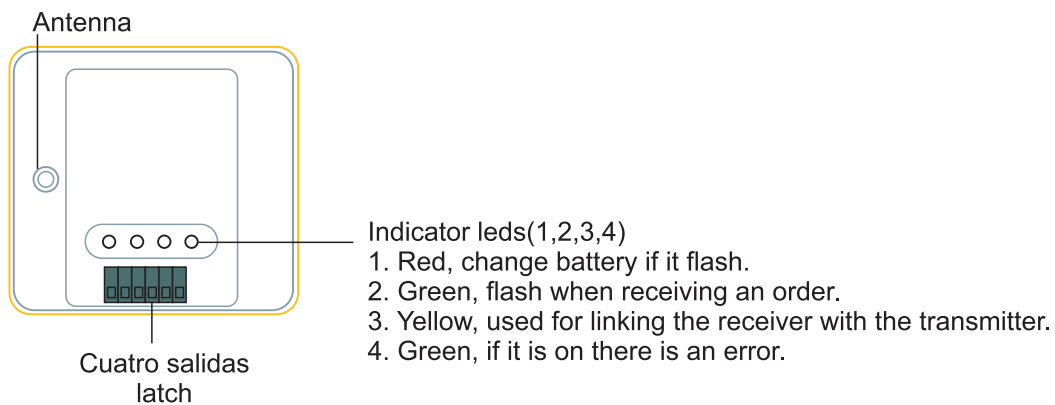 Antenna
Indicator leds(1,2,3,4)
1. Red, change battery if it flash.
2. Green, flash when receiving an order.
3. Yellow, used for linking the receiver with the transmitter.
4. Green, if it is on there is an error.
Cuatro salidas
latch